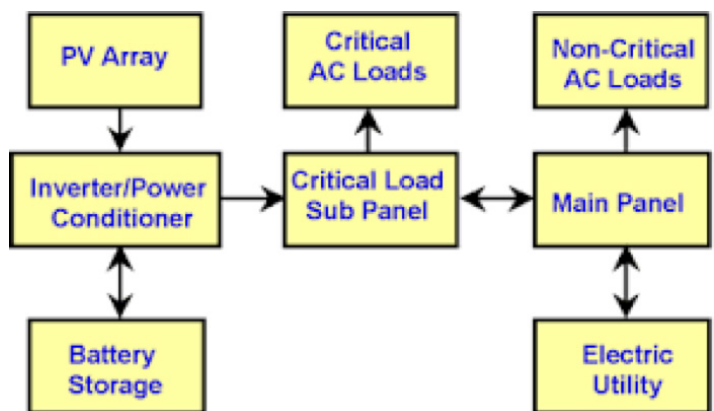 PV Array
Critical
AC Loads
Non-Critical
AC Loads
Inverter/Power
Conditioner
Critical Load
Sub Panel
Main Panel
Battery
Storage
Electric
Utility